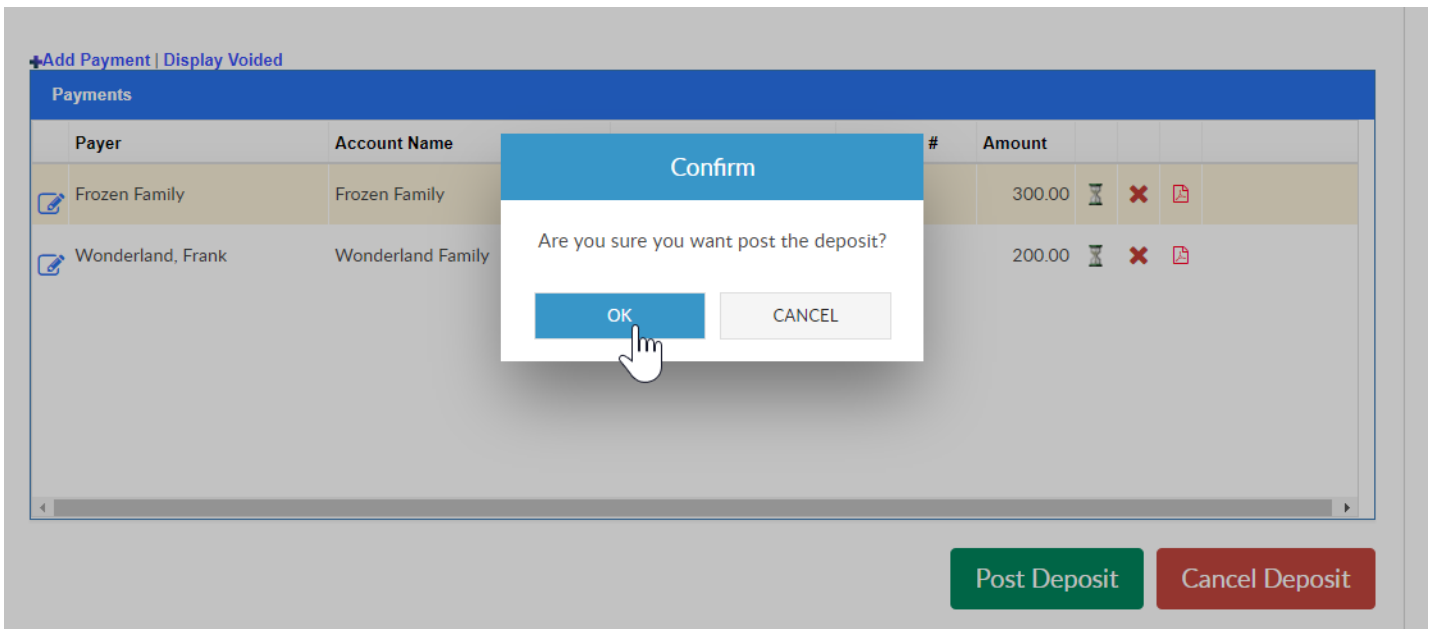 Add Payment | Display Voided
Payments
Payer Account Name # Amount
Frozen Family Frozen Family 300.00
Wonderland, Frank Wonderland Family 200.00
Confirm
Are you sure you want post the deposit?
OK CANCEL
Post Deposit Cancel Deposit